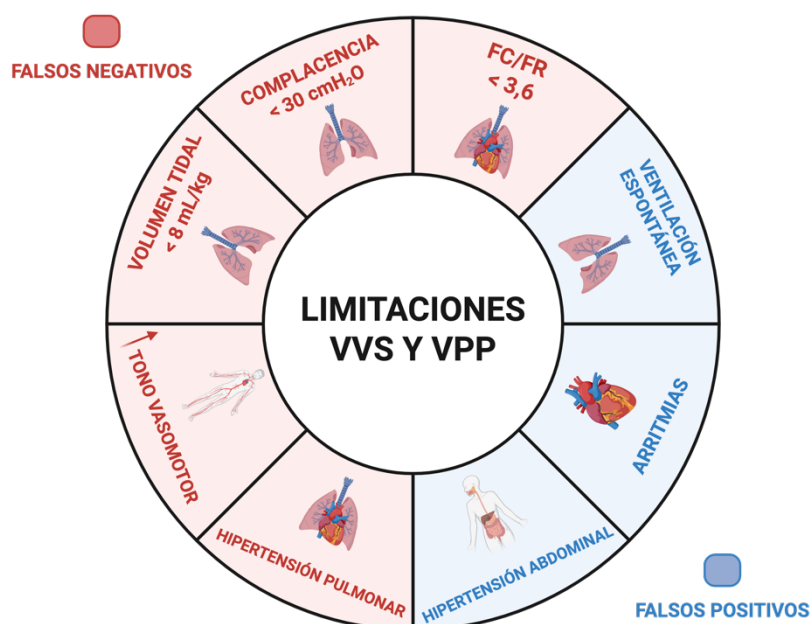 FALSOS NEGATIVOS
COMPLACENCIA
< 30 cmH₂O
FC/FR
< 3,6
VOLUMEN TIDAL
< 8 mL/kg
VENTILACIÓN
ESPONTÁNEA
LIMITACIONES
VVS Y VPP
TONO VASOMOTOR
ARRITMIAS
HIPERTENSIÓN PULMONAR
HIPERTENSIÓN ABDOMINAL
FALSOS POSITIVOS